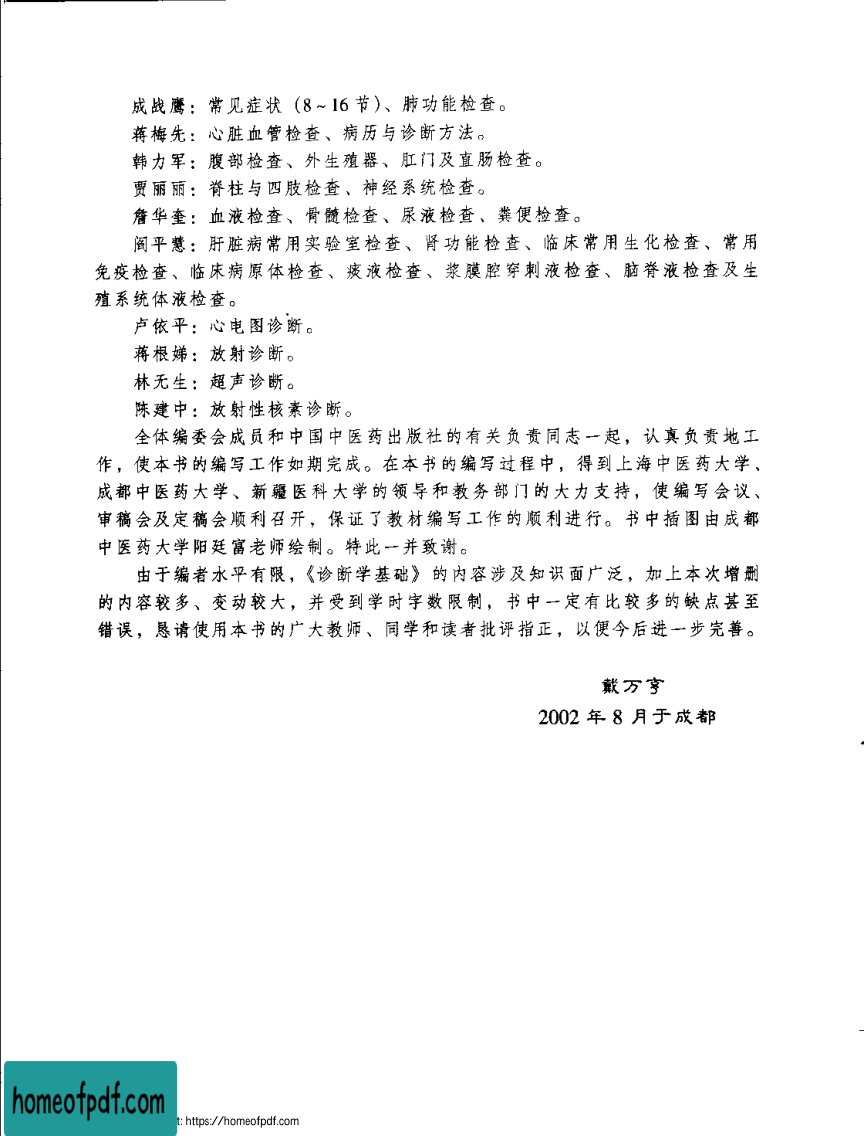 成战鹰：常见症状（8～16节）、肺功能检查。
蒋梅先：心脏血管检查、病历与诊断方法。
韩力军：腹部检查、外生殖器、肛门及直肠检查。
贾丽丽：脊柱与四肢检查、神经系统检查。
詹华奎：血液检查、骨髓检查、尿液检查、粪便检查。
阎平慧：肝脏病常用实验室检查、肾功能检查、临床常用生化检查、常用
免疫检查、临床病原体检查、痰液检查、浆膜腔穿刺液检查、脑脊液检查及生
殖系统体液检查。
卢依平：心电图诊断。
蒋根娣：放射诊断。
林无生：超声诊断。
陈建中：放射性核素诊断。
全体编委会成员和中国中医药出版社的有关负责同志一起，认真负责地工
作，使本书的编写工作如期完成。在本书的编写过程中，得到上海中医药大学、
成都中医药大学、新疆医科大学的领导和教务部门的大力支持，使编写会议、
审稿会及定稿会顺利召开，保证了教材编写工作的顺利进行。书中插图由成都
中医药大学阳廷富老师绘制。特此一并致谢。
由于编者水平有限，《诊断学基础》的内容涉及知识面广泛，加上本次增删
的内容较多、变动较大，并受到学时字数限制，书中一定有比较多的缺点甚至
错误，恳请使用本书的广大教师、同学和读者批评指正，以便今后进一步完善。
戴万亨
2002 年 8 月于成都
homeofpdf.com
t: https://homeofpdf.com